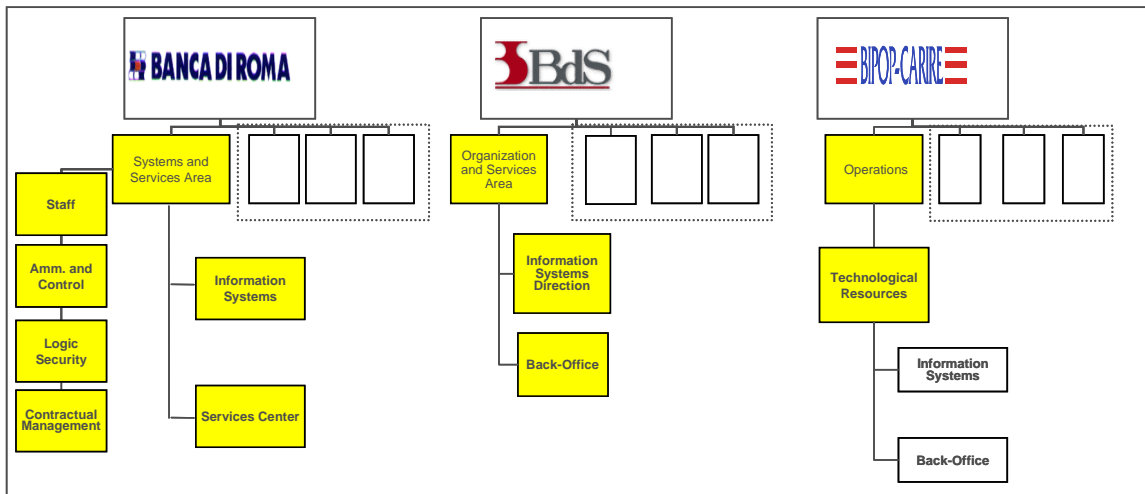 BANCA DI ROMA
BdS
BIPOP-CARIRE
Systems and
Services Area
Staff
Amm. and
Control
Logic
Security
Contractual
Management
Information
Systems
Services Center
Organization
and Services
Area
Information
Systems
Direction
Back-Office
Operations
Technological
Resources
Information
Systems
Back-Office